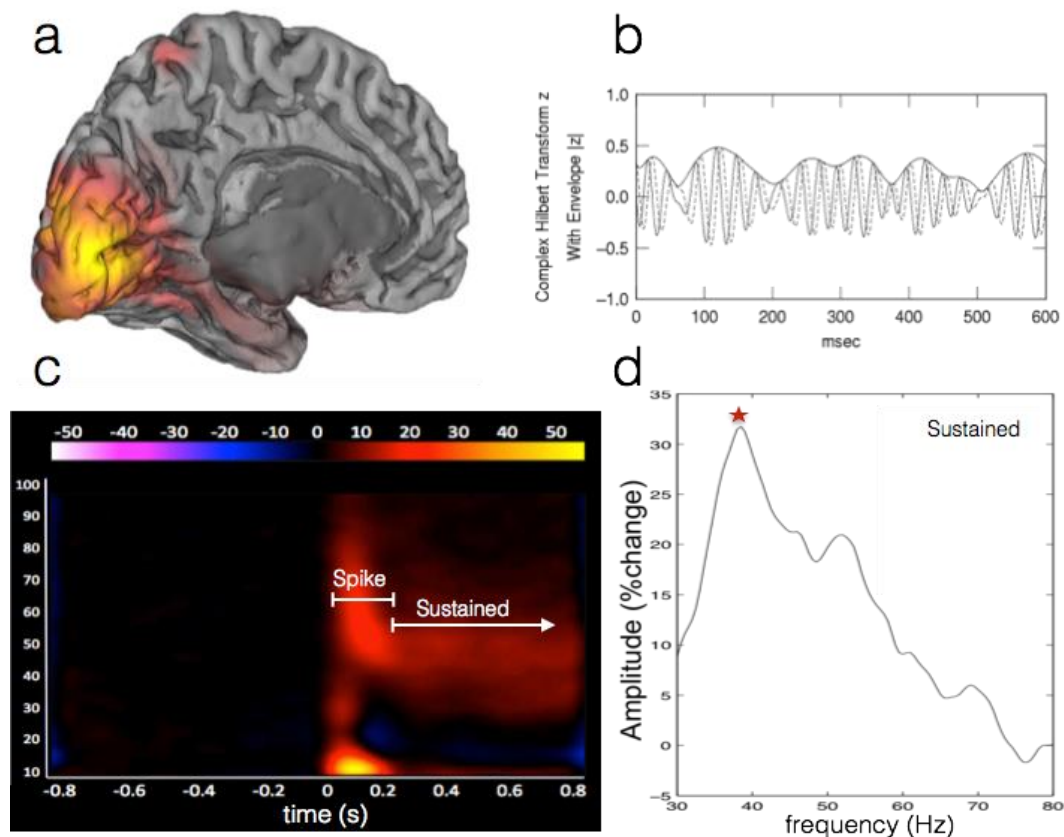 a
b
Complex Hilbert Transform z
With Envelope |z|
1.0
0.5
0.0
−0.5
−1.0
0 100 200 300 400 500 600
msec
c
-50 -40 -30 -20 -10 0 10 20 30 40 50
100
90
80
70
60
50
40
30
20
10
Spike
Sustained
-0.8 -0.6 -0.4 -0.2 0 0.2 0.4 0.6 0.8
time (s)
d
Sustained
Amplitude (%change)
35
30
25
20
15
10
5
0
−5
30 40 50 60 70 80
frequency (Hz)